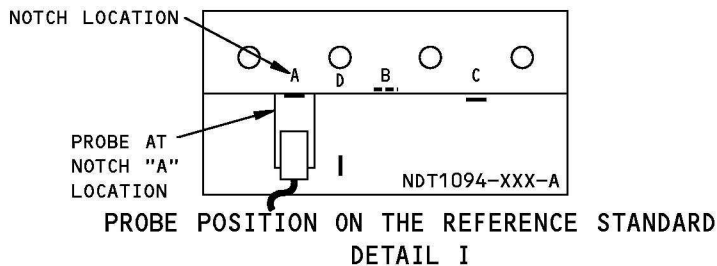 NOTCH LOCATION
A
D
B
C
PROBE AT
NOTCH "A"
LOCATION
NDT1094-XXX-A
PROBE POSITION ON THE REFERENCE STANDARD
DETAIL I